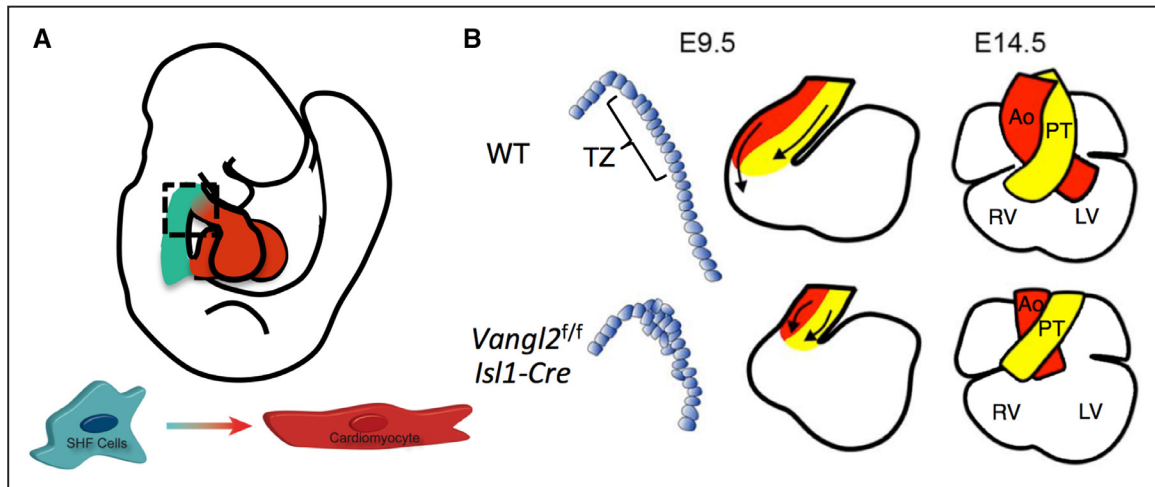 A
SHF Cells
Cardiomyocyte
B
E9.5
E14.5
WT
TZ
Ao
PT
RV
LV
Vangl2f/f
Isl1-Cre
Ao
PT
RV
LV